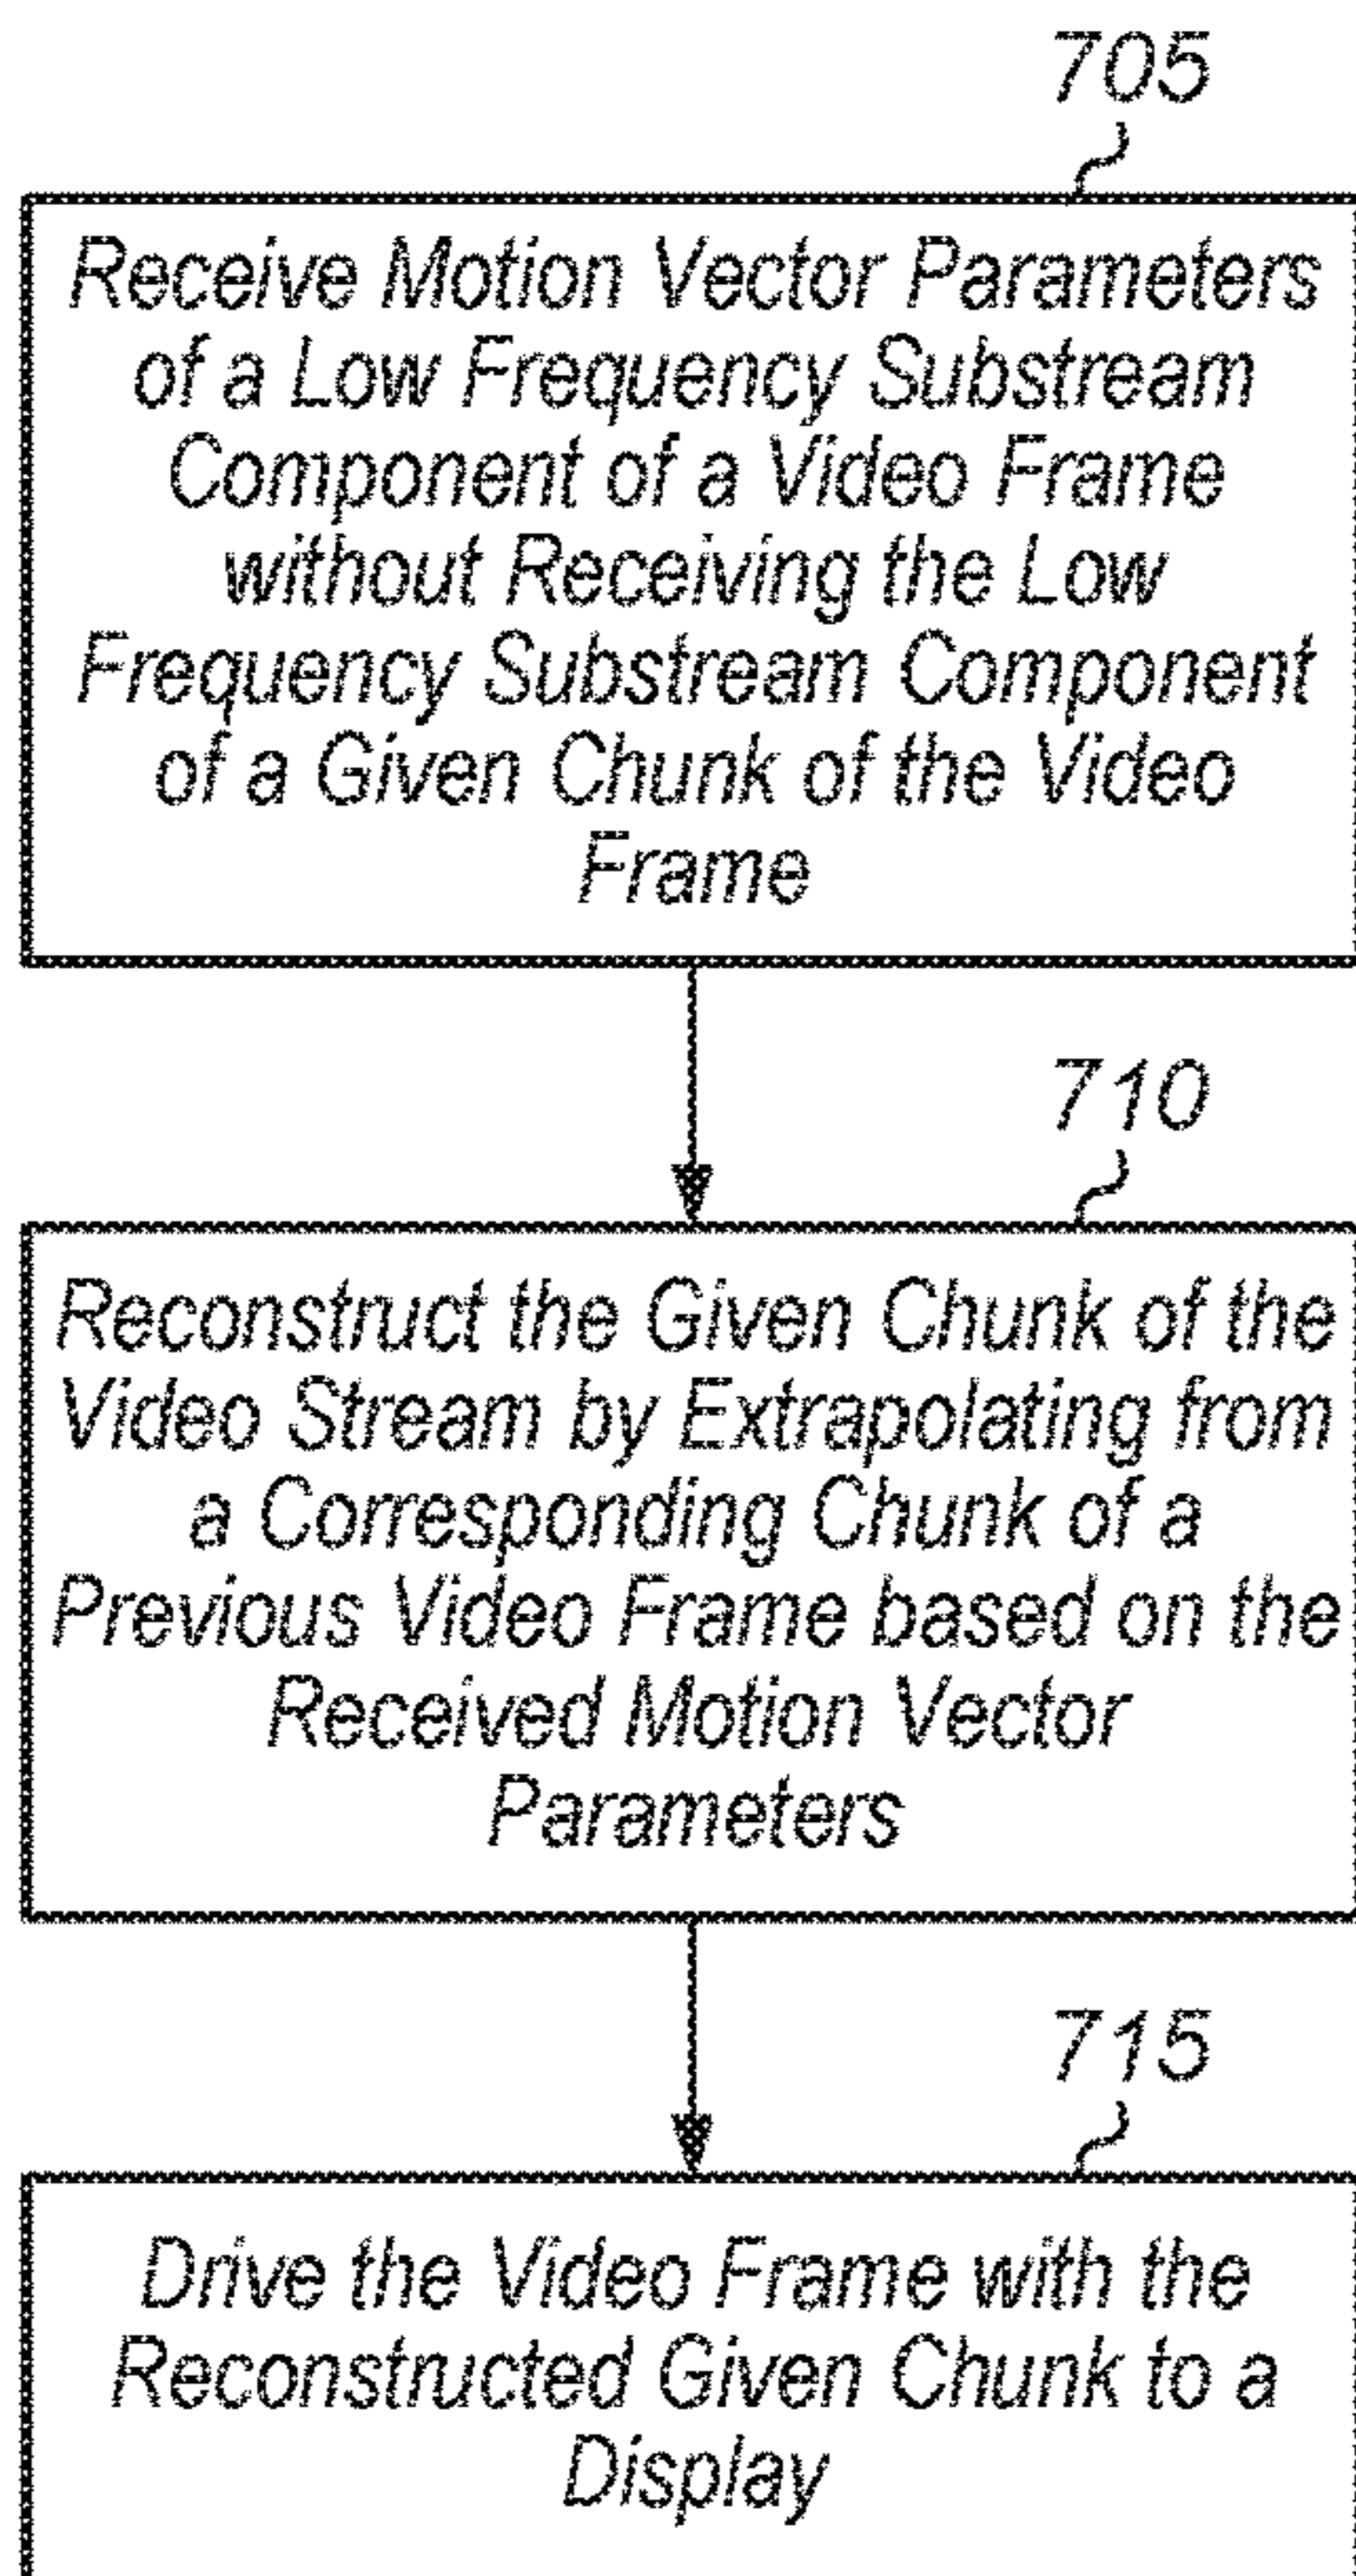 705
Receive Motion Vector Parameters
of a Low Frequency Substream
Component of a Video Frame
without Receiving the Low
Frequency Substream Component
of a Given Chunk of the Video
Frame
710
Reconstruct the Given Chunk of the
Video Stream by Extrapolating from
a Corresponding Chunk of a
Previous Video Frame based on the
Received Motion Vector
Parameters
715
Drive the Video Frame with the
Reconstructed Given Chunk to a
Display